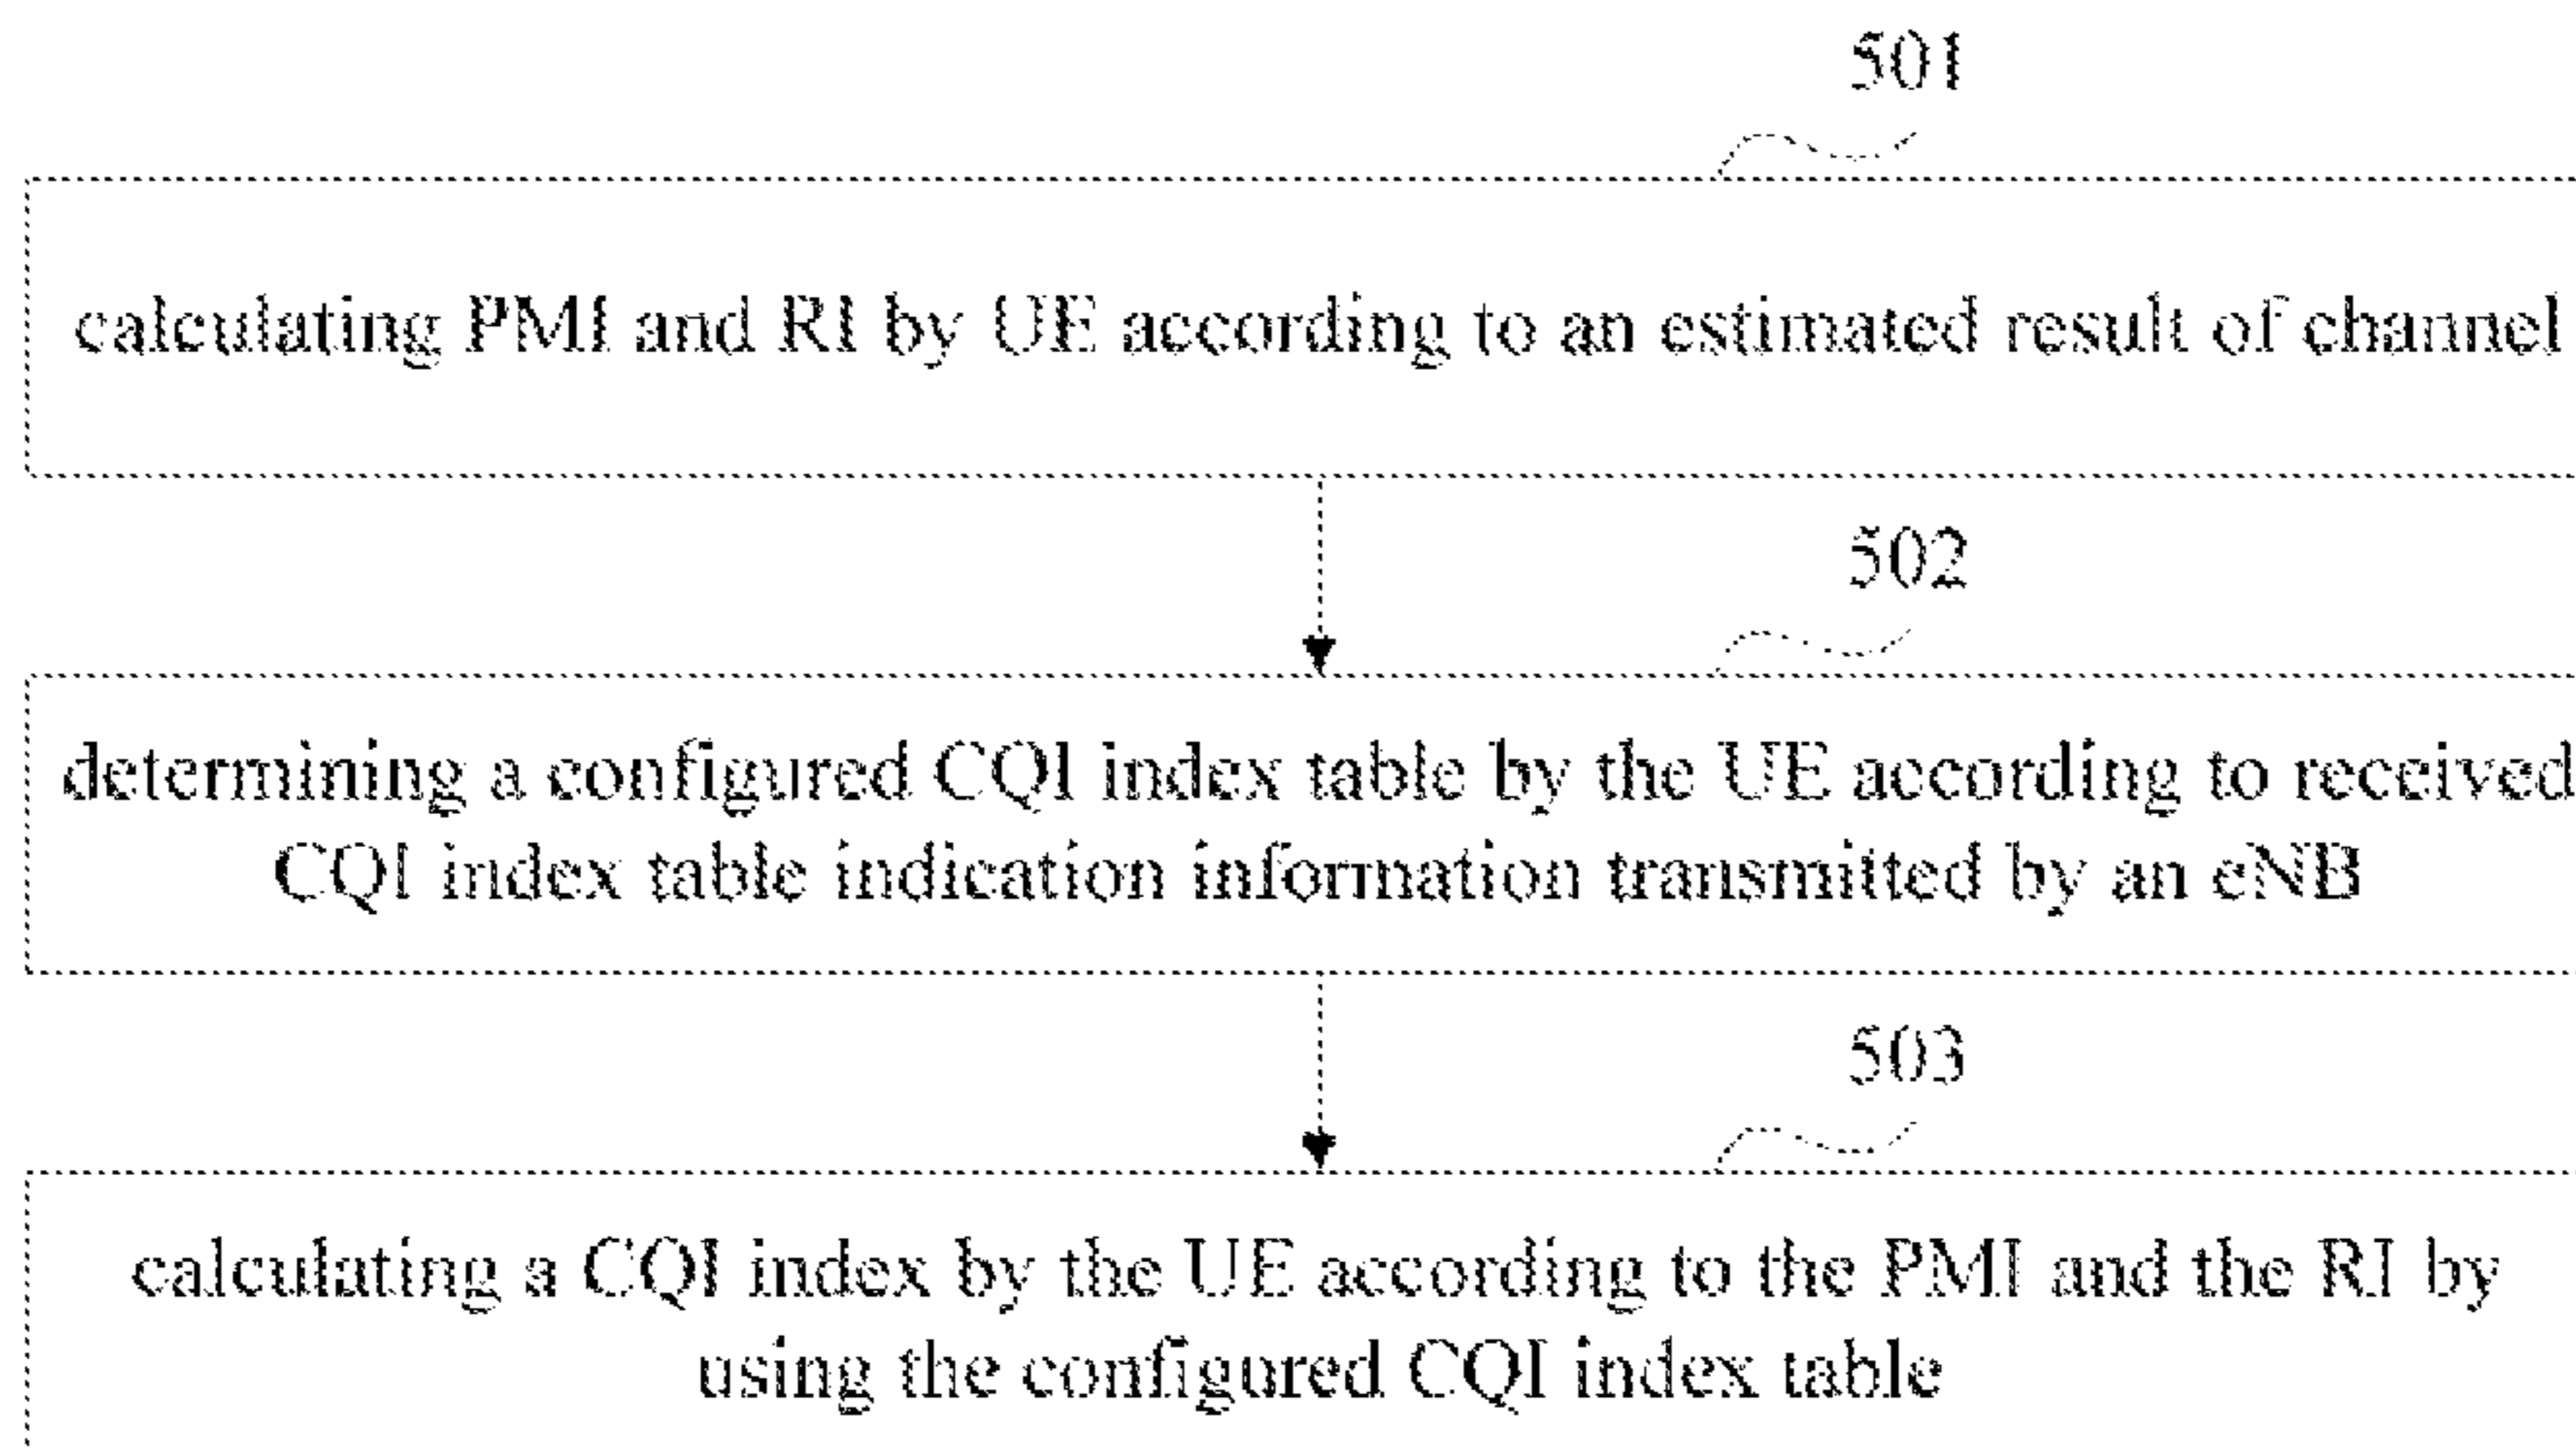 501
calculating PMI and RI by UE according to an estimated result of channel
502
determining a configured CQI index table by the UE according to received
CQI index table indication information transmitted by an eNB
503
calculating a CQI index by the UE according to the PMI and the RI by
using the configured CQI index table